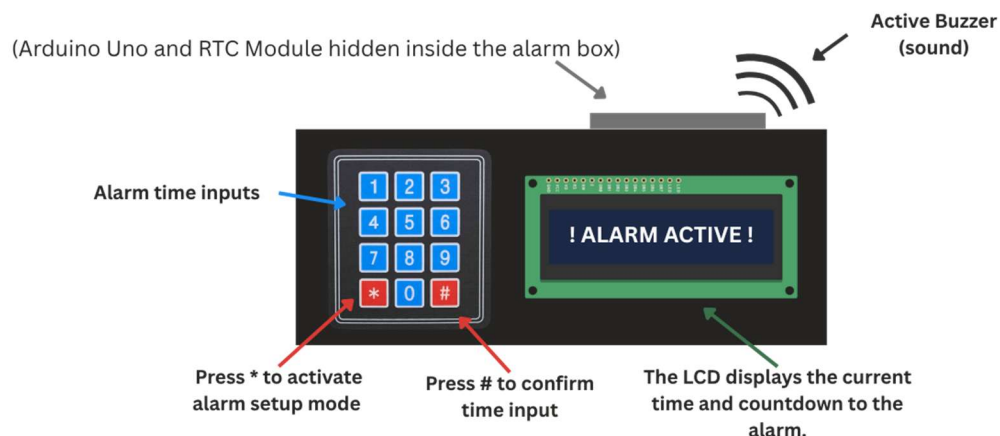 Active Buzzer
(sound)
(Arduino Uno and RTC Module hidden inside the alarm box)
Alarm time inputs
1 2 3
4 5 6
7 8 9
* 0 #
! ALARM ACTIVE !
Press * to activate
alarm setup mode
Press # to confirm
time input
The LCD displays the current
time and countdown to the
alarm.